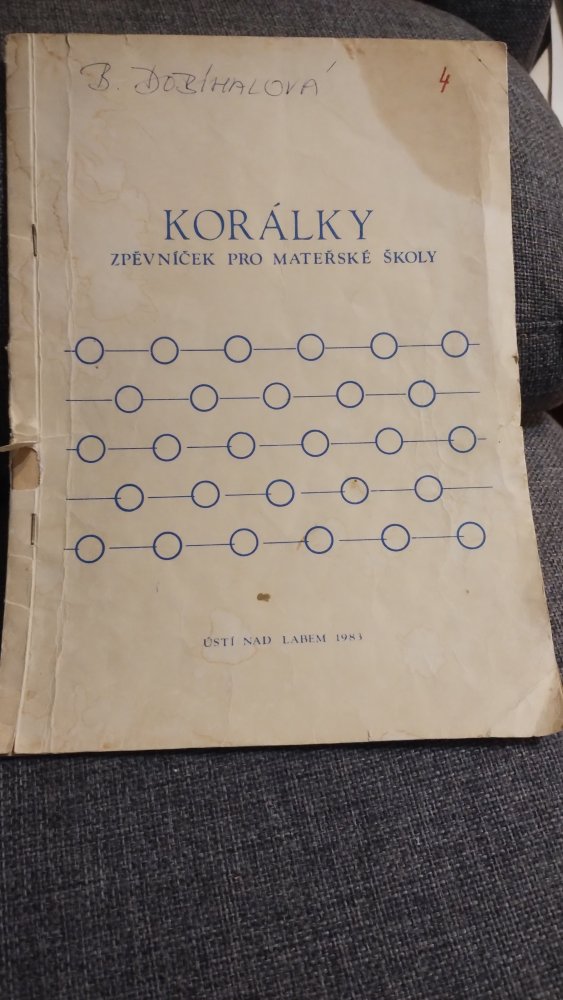 B. DOBÍHALOVÁ
4
KORÁLKY
ZPĚVNÍČEK PRO MATEŘSKÉ ŠKOLY
ÚSTÍ NAD LABEM 1983